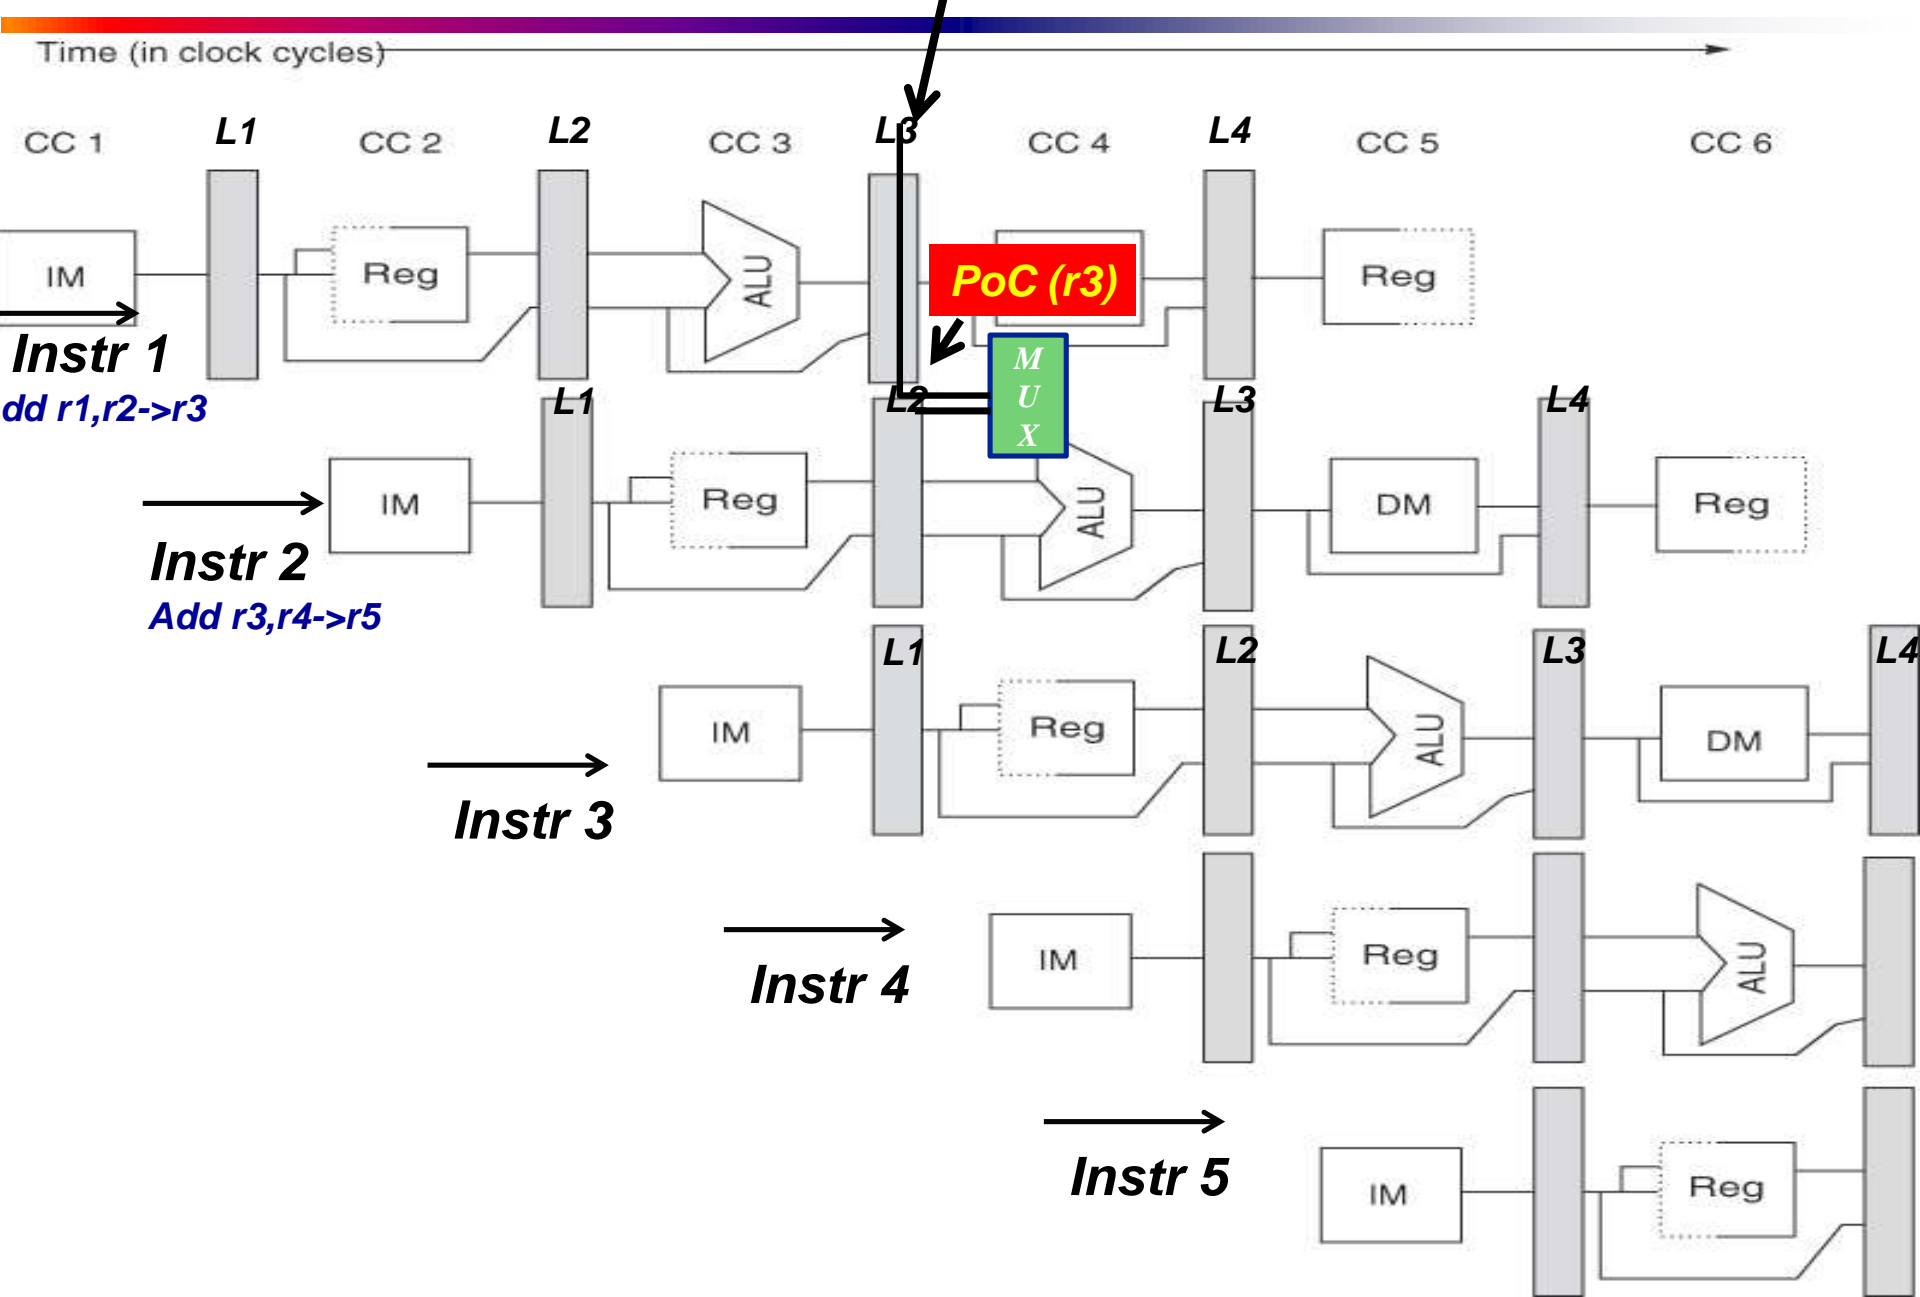 Time (in clock cycles)
CC 1 L1 CC 2 L2 CC 3 L3 CC 4 L4 CC 5 CC 6
IM Reg ALU PoC (r3) Reg
Instr 1
dd r1,r2->r3
M
U
X
L1 L2 L3 L4
IM Reg ALU DM Reg
Instr 2
Add r3,r4->r5
L1 L2 L3 L4
IM Reg ALU DM
Instr 3
IM Reg ALU
Instr 4
IM Reg
Instr 5